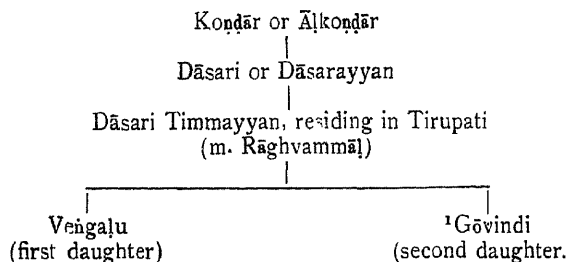 Koṇḍār or Āḷkoṇḍār
Dāsari or Dāsarayyan
Dāsari Timmayyan, residing in Tirupati
(m. Rāghvammāḷ)
Veṅgaḷu ¹Gōvindi
(first daughter) (second daughter.